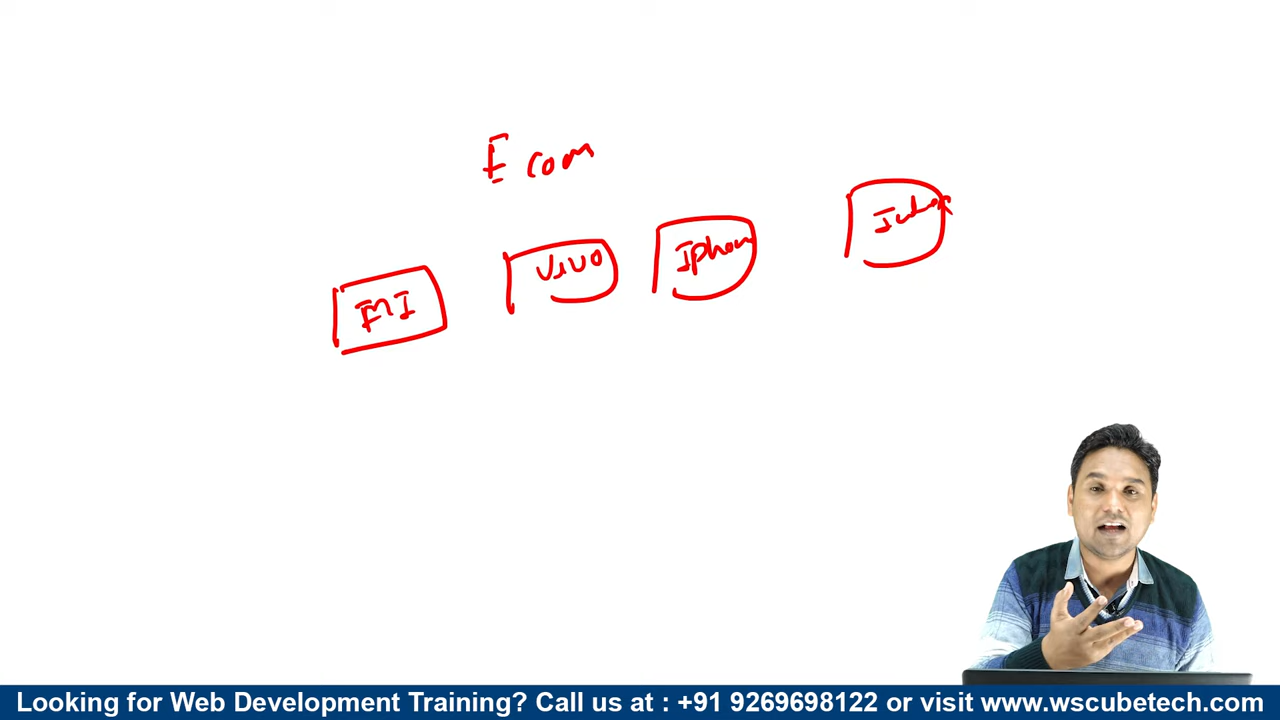 E com
MI
VIVO
Iphone
Looking for Web Development Training? Call us at : +91 9269698122 or visit www.wscubetech.com